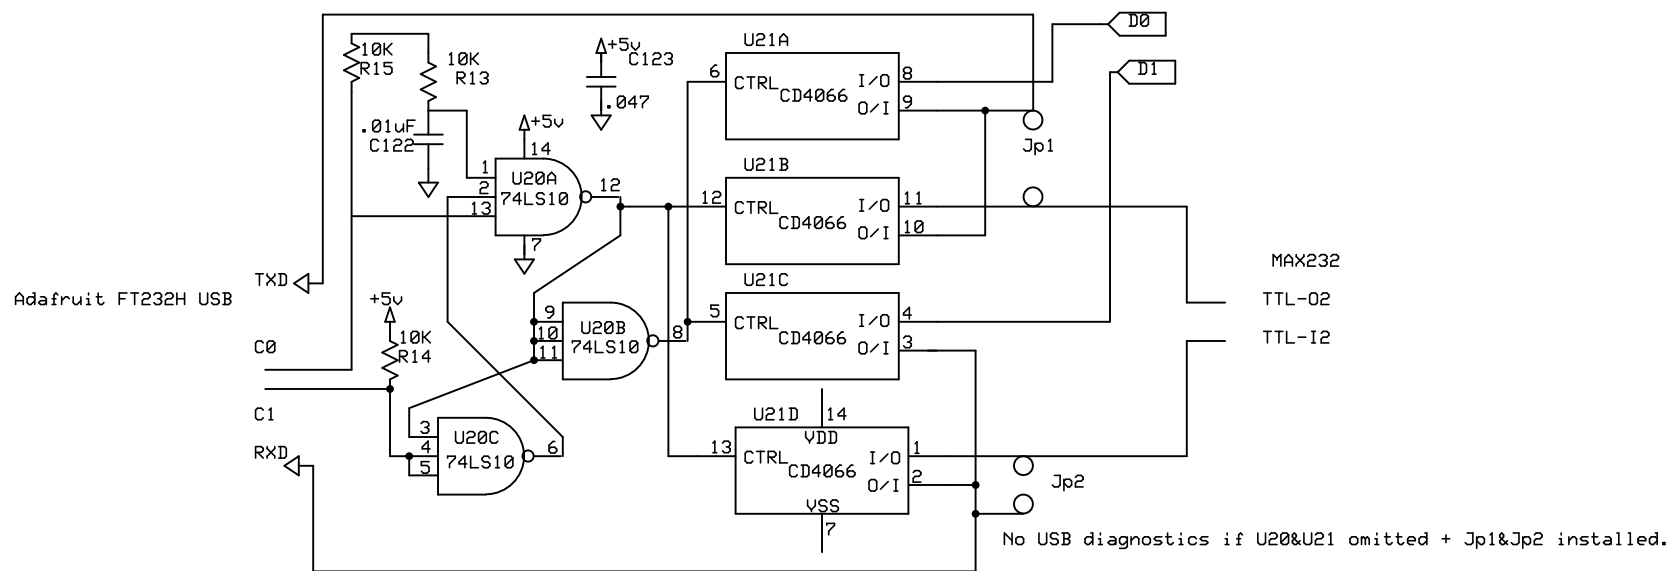 D0
U21A
+5v
C123
10K
R15
10K
R13
D1
6
CTRL
CD4066
I/O
8
O/I
9
.047
+5v
.01uF
C122
Jp1
14
1
U20A
2
74LS10
13
12
7
U21B
12
CTRL
CD4066
I/O
11
O/I
10
MAX232
TXD
Adafruit FT232H USB
+5v
U21C
TTL-O2
9
10
11
U20B
74LS10
8
5
CTRL
CD4066
I/O
4
O/I
3
10K
R14
TTL-I2
C0
C1
U21D
14
VDD
3
4
5
U20C
74LS10
6
RXD
13
CTRL
CD4066
I/O
1
O/I
2
VSS
7
Jp2
No USB diagnostics if U20&U21 omitted + Jp1&Jp2 installed.